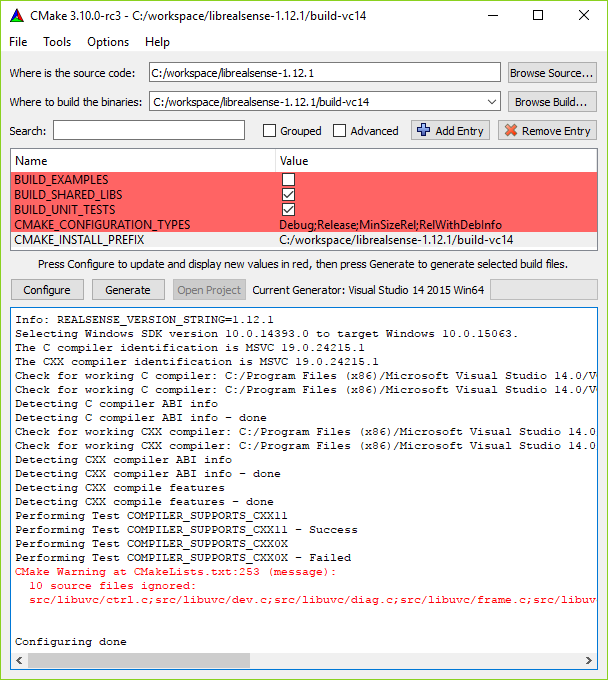 CMake 3.10.0-rc3 - C:/workspace/librealsense-1.12.1/build-vc14
File Tools Options Help
Where is the source code: C:/workspace/librealsense-1.12.1 Browse Source...
Where to build the binaries: C:/workspace/librealsense-1.12.1/build-vc14 Browse Build...
Search: Grouped Advanced Add Entry Remove Entry
Name Value
BUILD_EXAMPLES
BUILD_SHARED_LIBS
BUILD_UNIT_TESTS
CMAKE_CONFIGURATION_TYPES Debug;Release;MinSizeRel;RelWithDebInfo
CMAKE_INSTALL_PREFIX C:/workspace/librealsense-1.12.1/build-vc14
Press Configure to update and display new values in red, then press Generate to generate selected build files.
Configure Generate Open Project Current Generator: Visual Studio 14 2015 Win64
Info: REALSENSE_VERSION_STRING=1.12.1
Selecting Windows SDK version 10.0.14393.0 to target Windows 10.0.15063.
The C compiler identification is MSVC 19.0.24215.1
The CXX compiler identification is MSVC 19.0.24215.1
Check for working C compiler: C:/Program Files (x86)/Microsoft Visual Studio 14.0/V
Check for working C compiler: C:/Program Files (x86)/Microsoft Visual Studio 14.0/V
Detecting C compiler ABI info
Detecting C compiler ABI info - done
Check for working CXX compiler: C:/Program Files (x86)/Microsoft Visual Studio 14.0
Check for working CXX compiler: C:/Program Files (x86)/Microsoft Visual Studio 14.0
Detecting CXX compiler ABI info
Detecting CXX compiler ABI info - done
Detecting CXX compile features
Detecting CXX compile features - done
Performing Test COMPILER_SUPPORTS_CXX11
Performing Test COMPILER_SUPPORTS_CXX11 - Success
Performing Test COMPILER_SUPPORTS_CXX0X
Performing Test COMPILER_SUPPORTS_CXX0X - Failed
CMake Warning at CMakeLists.txt:253 (message):
10 source files ignored:
src/libuvc/ctrl.c;src/libuvc/dev.c;src/libuvc/diag.c;src/libuvc/frame.c;src/libuv
Configuring done